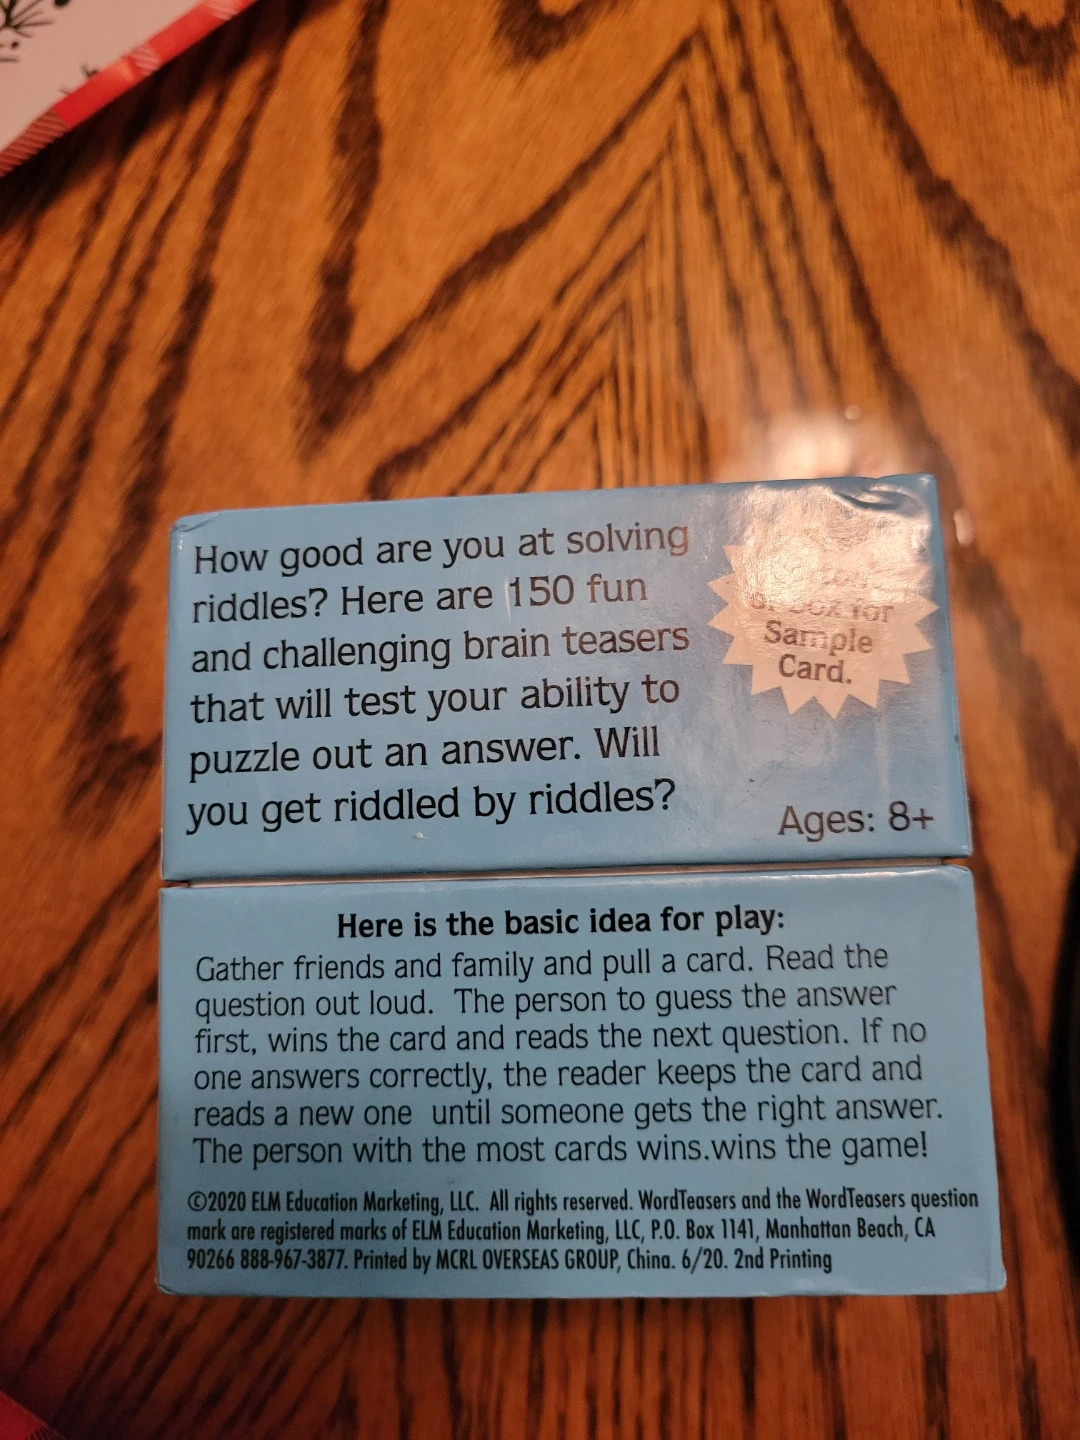 How good are you at solving
riddles? Here are 150 fun
and challenging brain teasers
that will test your ability to
puzzle out an answer. Will
you get riddled by riddles?
box for
Sample
Card.
Ages: 8+
Here is the basic idea for play:
Gather friends and family and pull a card. Read the
question out loud. The person to guess the answer
first, wins the card and reads the next question. If no
one answers correctly, the reader keeps the card and
reads a new one until someone gets the right answer.
The person with the most cards wins.wins the game!
©2020 ELM Education Marketing, LLC. All rights reserved. WordTeasers and the WordTeasers question
mark are registered marks of ELM Education Marketing, LLC, P.O. Box 1141, Manhattan Beach, CA
90266 888-967-3877. Printed by MCRL OVERSEAS GROUP, China. 6/20. 2nd Printing